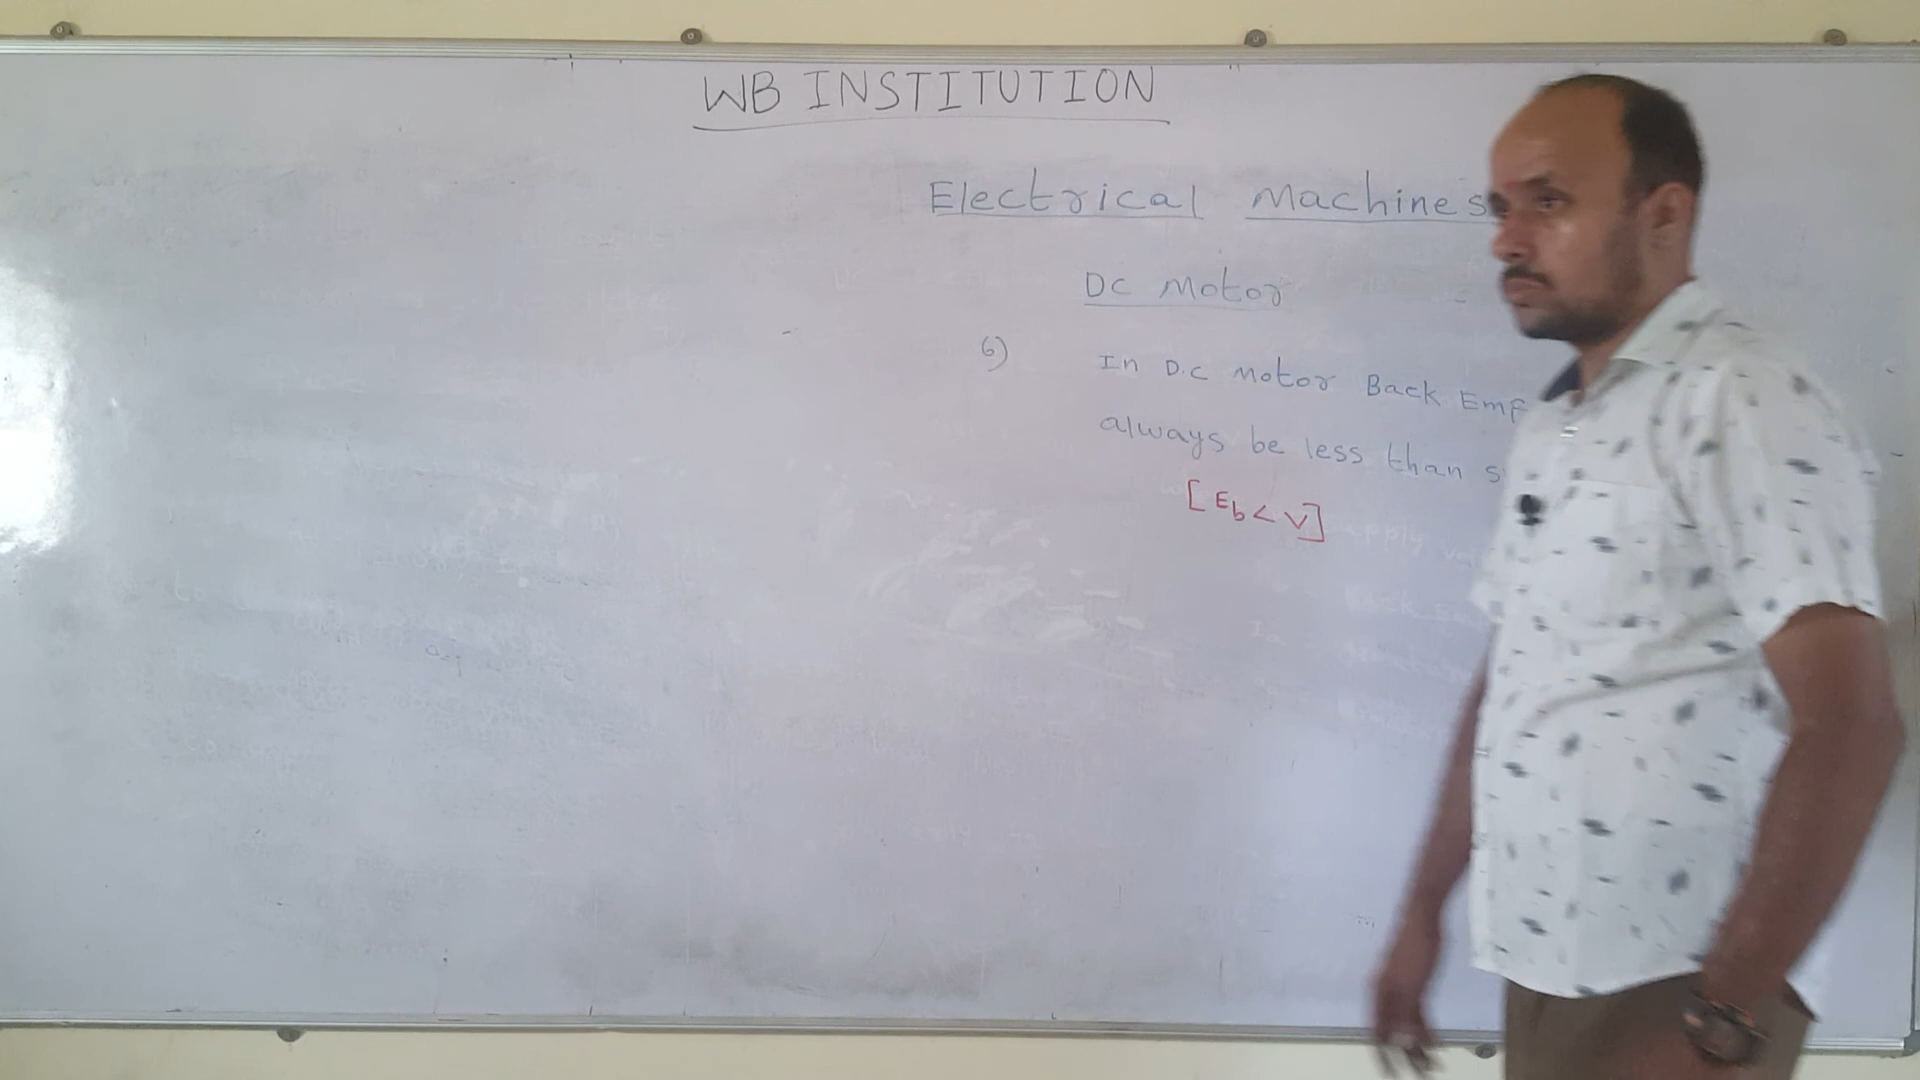 WB INSTITUTION
Electrical Machines
DC Motor
6) In D.C Motor Back Emf
always be less than
[Eb < V]